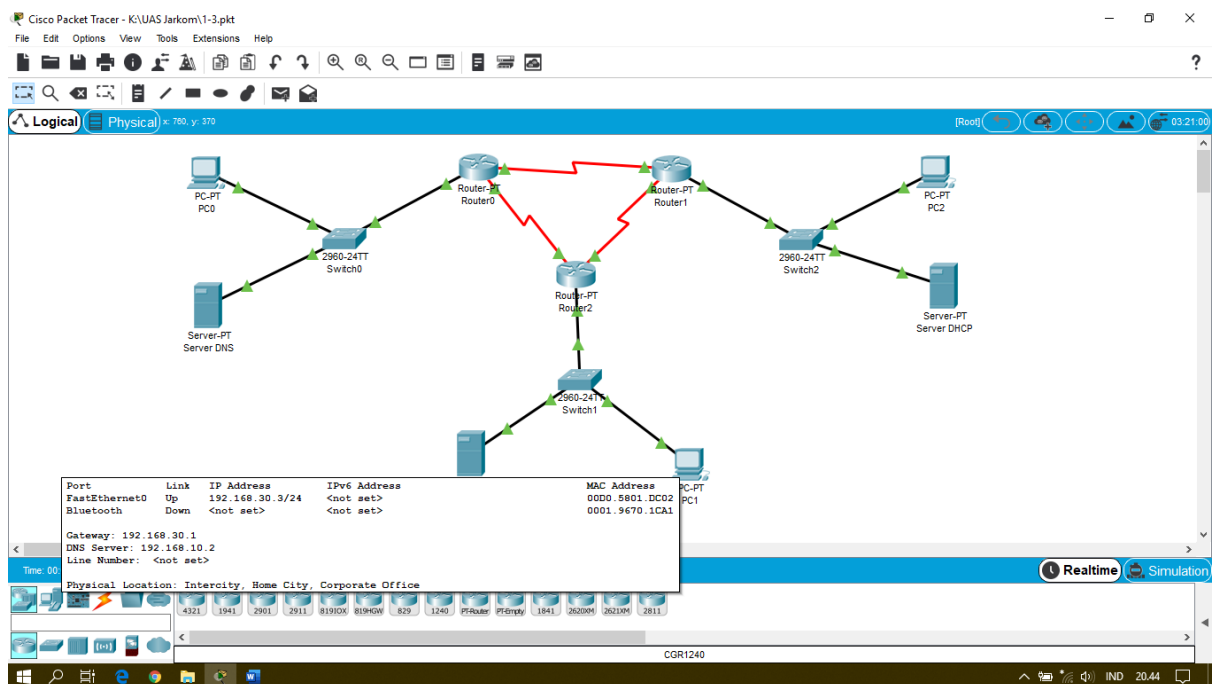 Cisco Packet Tracer - K:\UAS Jarkom\1-3.pkt
File Edit Options View Tools Extensions Help
?
Logical Physical x: 760, y: 370 [Root] 03:21:00
PC-PT
PC0
Router-PT
Router0
Router-PT
Router1
PC-PT
PC2
2960-24TT
Switch0
2960-24TT
Switch2
Router-PT
Router2
Server-PT
Server DNS
Server-PT
Server DHCP
2960-24TT
Switch1
PC-PT
PC1
Port Link IP Address IPv6 Address MAC Address
FastEthernet0 Up 192.168.30.3/24 <not set> 00D0.5801.DC02
Bluetooth Down <not set> <not set> 0001.9670.1CA1
Gateway: 192.168.30.1
DNS Server: 192.168.10.2
Line Number: <not set>
Physical Location: Intercity, Home City, Corporate Office
Time: 00: Realtime Simulation
4321 1941 2901 2911 819IOX 819HGW 829 1240 PT-Router PT-Empty 1841 2620XM 2621XM 2811
CGR1240
IND 20.44